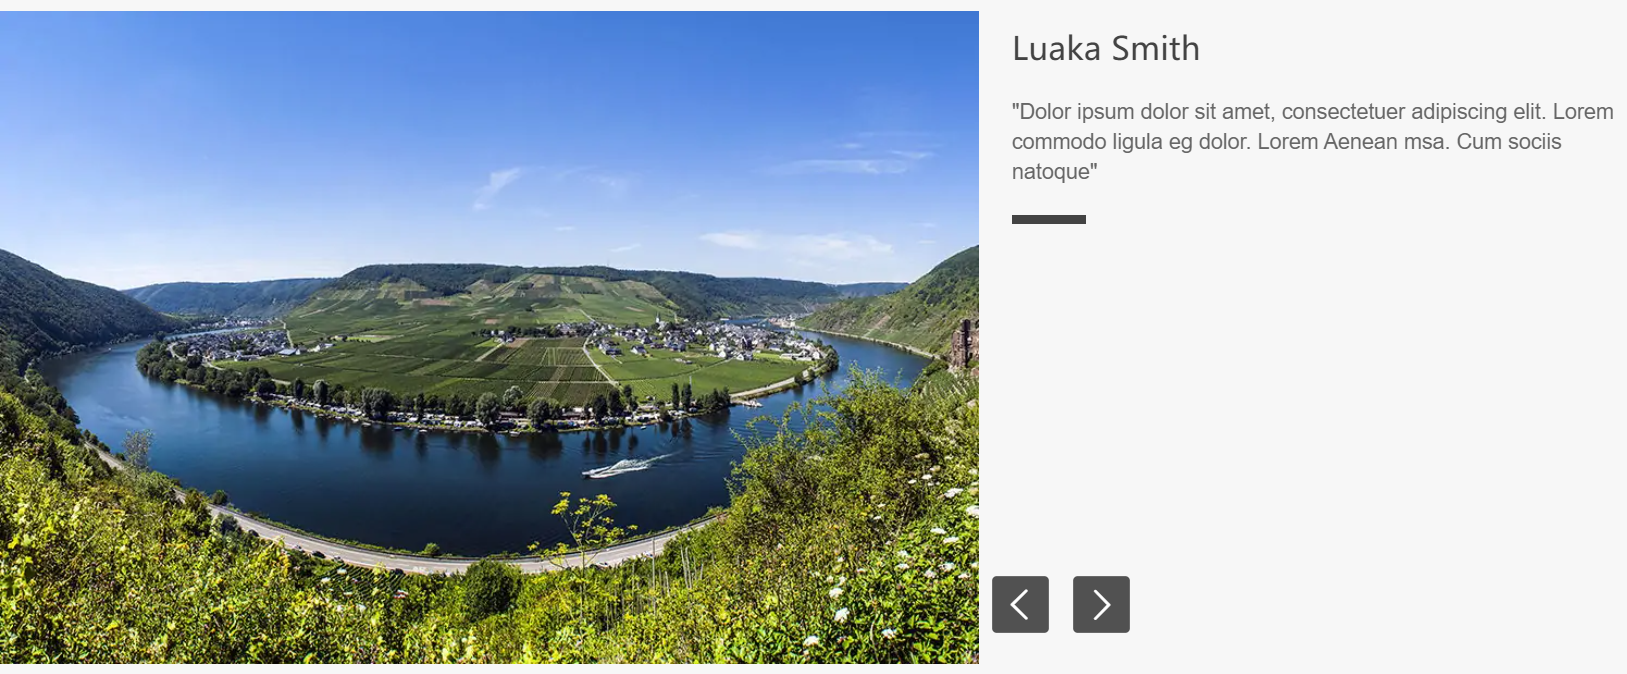 Luaka Smith
"Dolor ipsum dolor sit amet, consectetuer adipiscing elit. Lorem
commodo ligula eg dolor. Lorem Aenean msa. Cum sociis
natoque"